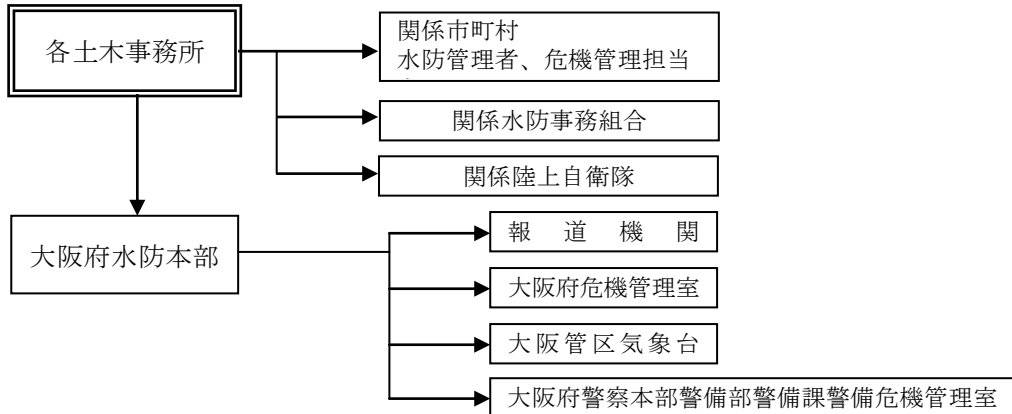 各土木事務所
関係市町村
水防管理者、危機管理担当
関係水防事務組合
関係陸上自衛隊
大阪府水防本部
報道機関
大阪府危機管理室
大阪管区気象台
大阪府警察本部警備部警備課警備危機管理室